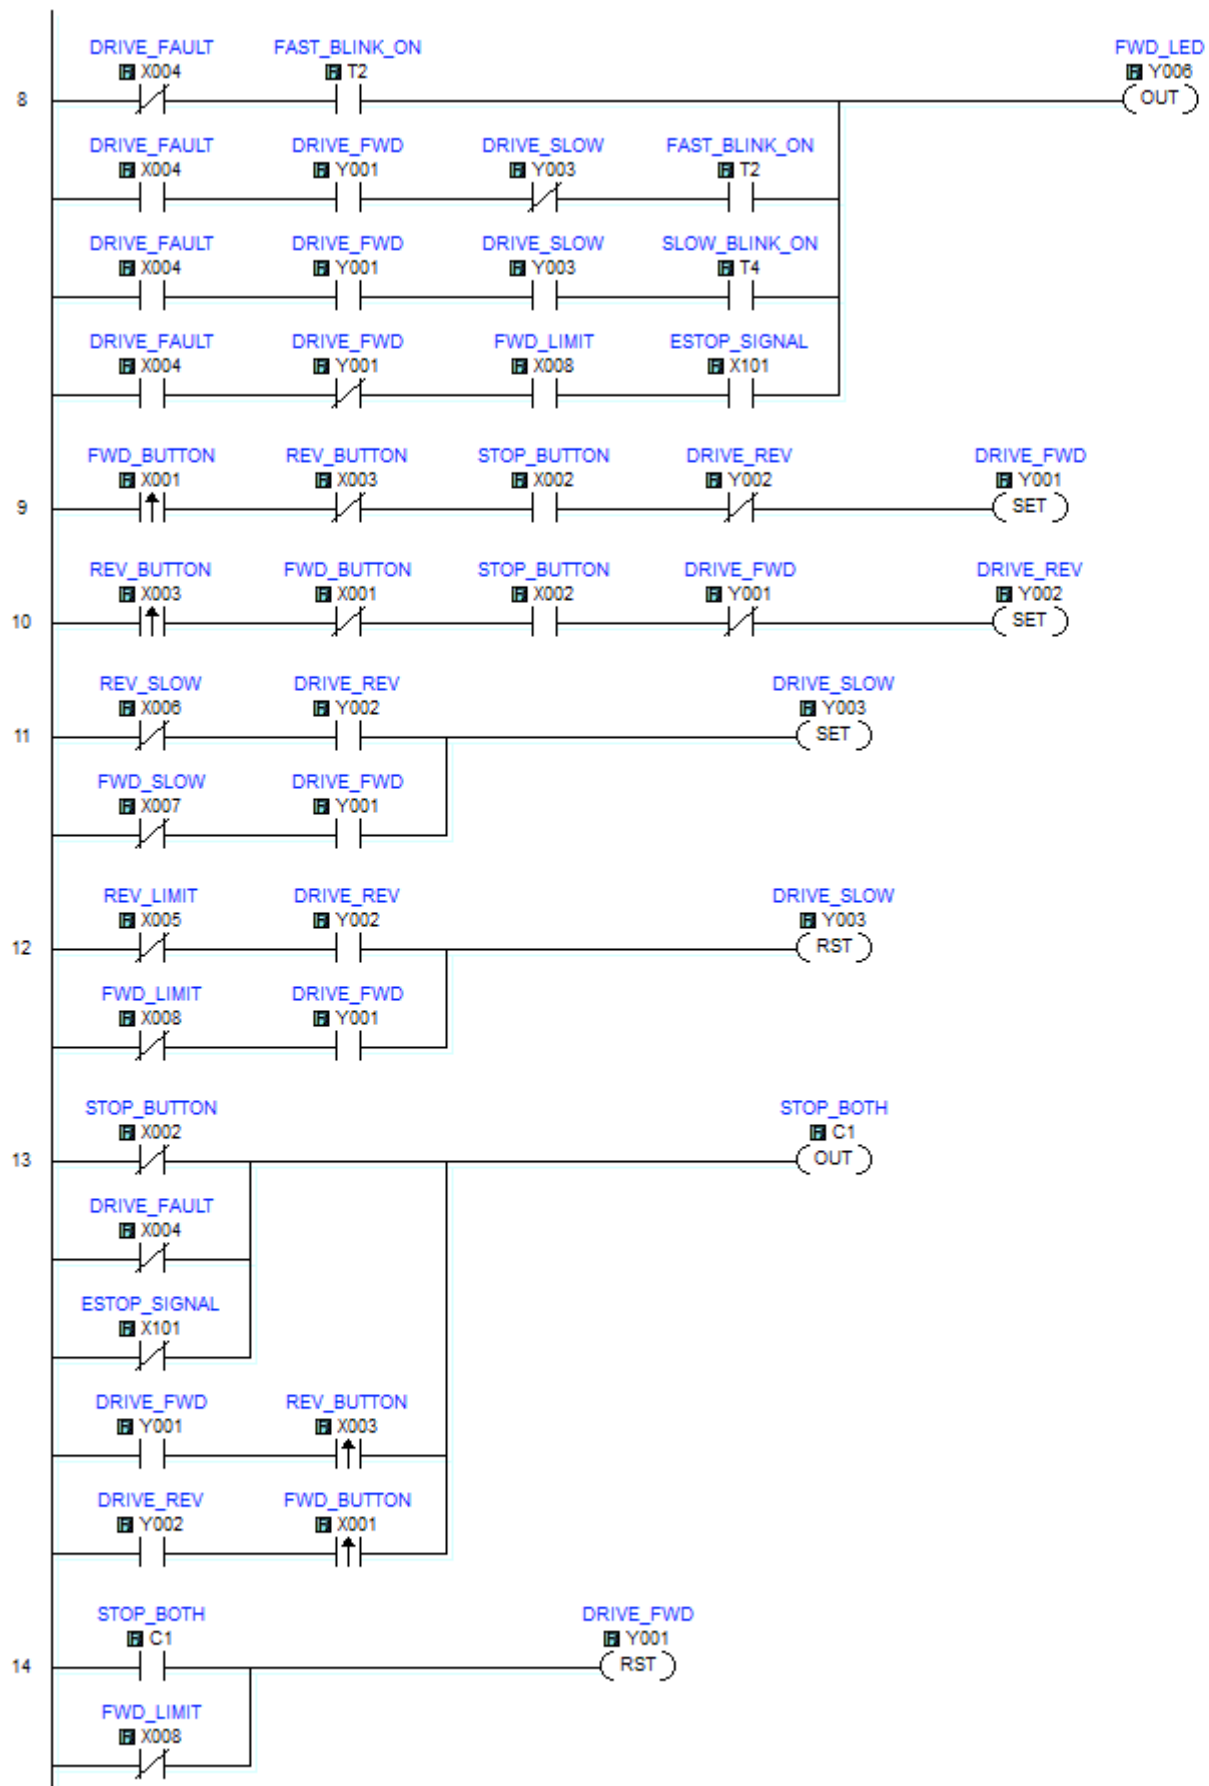 DRIVE_FAULT FAST_BLINK_ON FWD_LED
X004 T2 Y006
8 OUT
DRIVE_FAULT DRIVE_FWD DRIVE_SLOW FAST_BLINK_ON
X004 Y001 Y003 T2
DRIVE_FAULT DRIVE_FWD DRIVE_SLOW SLOW_BLINK_ON
X004 Y001 Y003 T4
DRIVE_FAULT DRIVE_FWD FWD_LIMIT ESTOP_SIGNAL
X004 Y001 X008 X101
FWD_BUTTON REV_BUTTON STOP_BUTTON DRIVE_REV DRIVE_FWD
X001 X003 X002 Y002 Y001
9 SET
REV_BUTTON FWD_BUTTON STOP_BUTTON DRIVE_FWD DRIVE_REV
X003 X001 X002 Y001 Y002
10 SET
REV_SLOW DRIVE_REV DRIVE_SLOW
X006 Y002 Y003
11 SET
FWD_SLOW DRIVE_FWD
X007 Y001
REV_LIMIT DRIVE_REV DRIVE_SLOW
X005 Y002 Y003
12 RST
FWD_LIMIT DRIVE_FWD
X008 Y001
STOP_BUTTON STOP_BOTH
X002 C1
13 OUT
DRIVE_FAULT
X004
ESTOP_SIGNAL
X101
DRIVE_FWD REV_BUTTON
Y001 X003
DRIVE_REV FWD_BUTTON
Y002 X001
STOP_BOTH DRIVE_FWD
C1 Y001
14 RST
FWD_LIMIT
X008